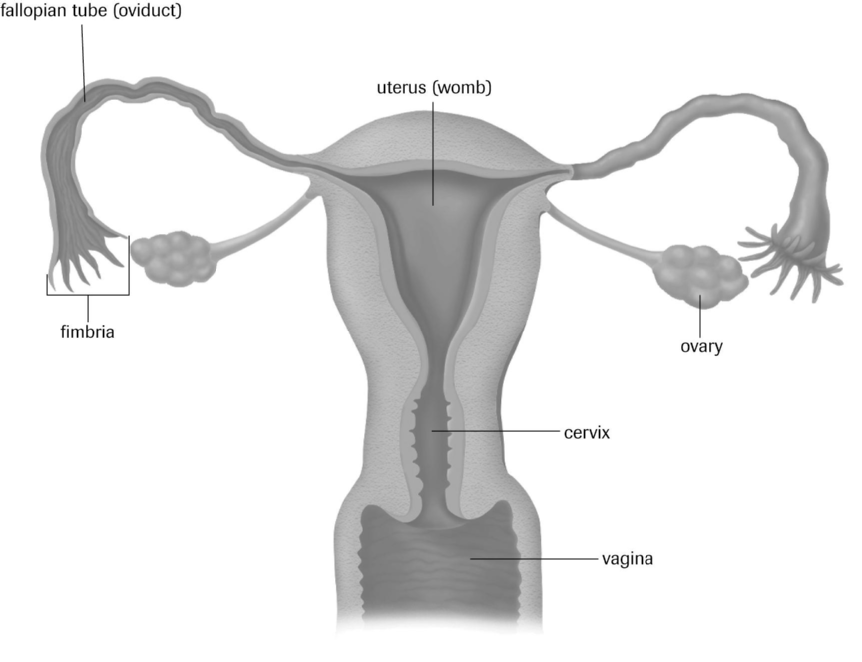 fallopian tube (oviduct)
uterus (womb)
fimbria
ovary
cervix
vagina